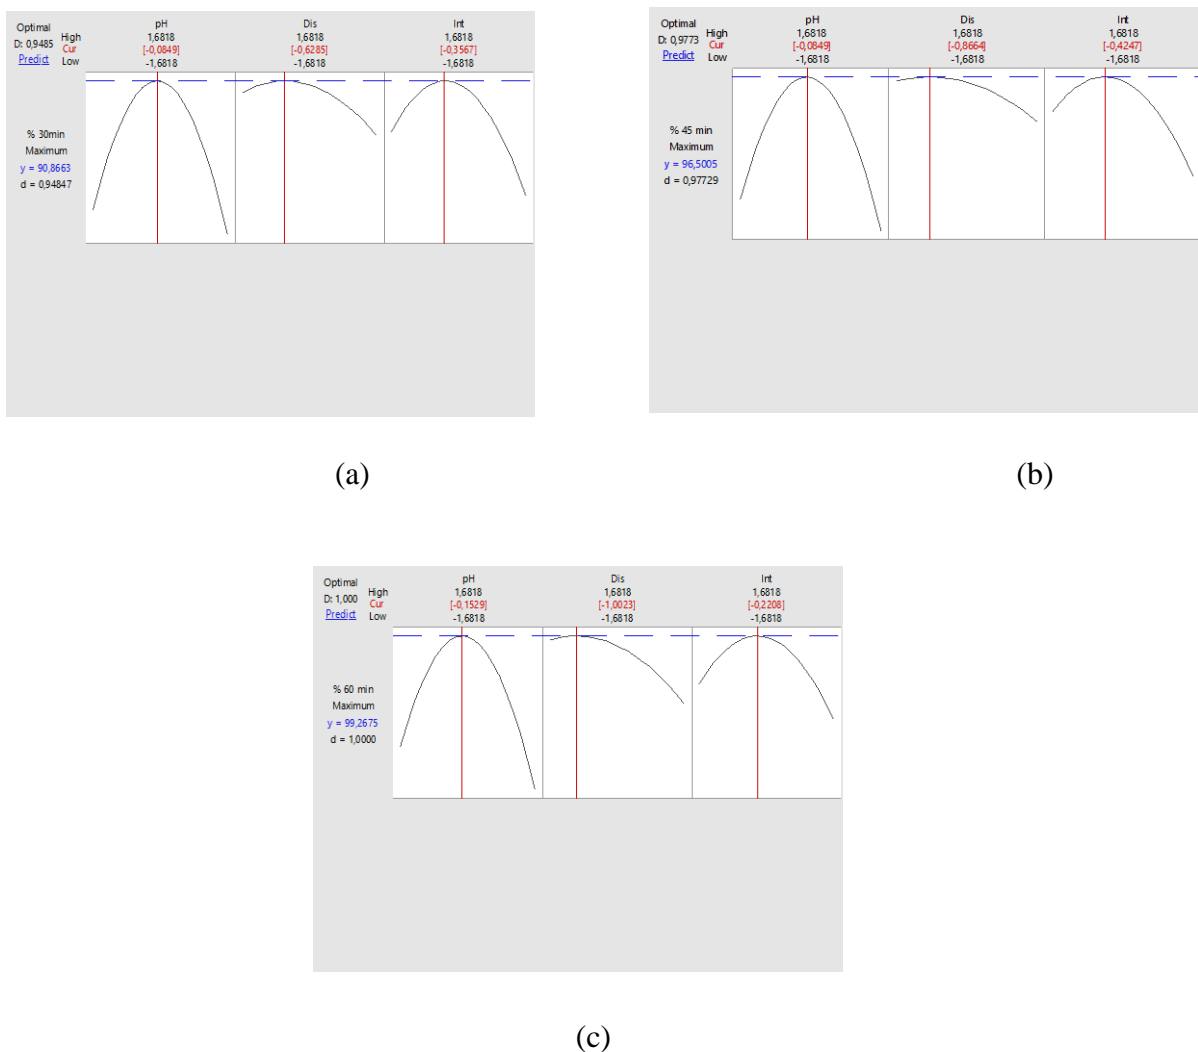 Optimal
D: 0,9485
Predict
High
Cur
Low
pH
1,6818
[-0,0849]
-1,6818
Dis
1,6818
[-0,6285]
-1,6818
Int
1,6818
[-0,3567]
-1,6818
% 30min
Maximum
y = 90,8663
d = 0,94847
(a)
Optimal
D: 0,9773
Predict
High
Cur
Low
pH
1,6818
[-0,0849]
-1,6818
Dis
1,6818
[-0,8664]
-1,6818
Int
1,6818
[-0,4247]
-1,6818
% 45 min
Maximum
y = 96,5005
d = 0,97729
(b)
Optimal
D: 1,000
Predict
High
Cur
Low
pH
1,6818
[-0,1529]
-1,6818
Dis
1,6818
[-1,0023]
-1,6818
Int
1,6818
[-0,2208]
-1,6818
% 60 min
Maximum
y = 99,2675
d = 1,0000
(c)